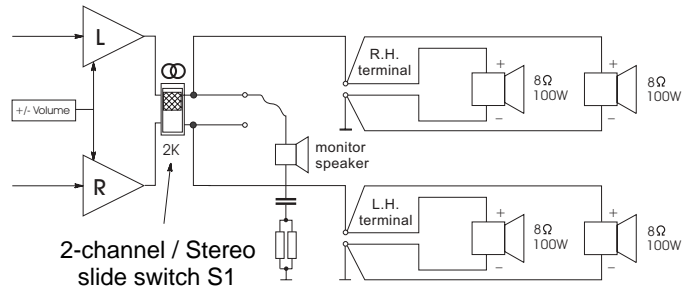 L
+/- Volume
R
2K
2-channel / Stereo
slide switch S1
monitor
speaker
R.H.
terminal
+
−
8Ω
100W
+
−
8Ω
100W
L.H.
terminal
+
−
8Ω
100W
+
−
8Ω
100W